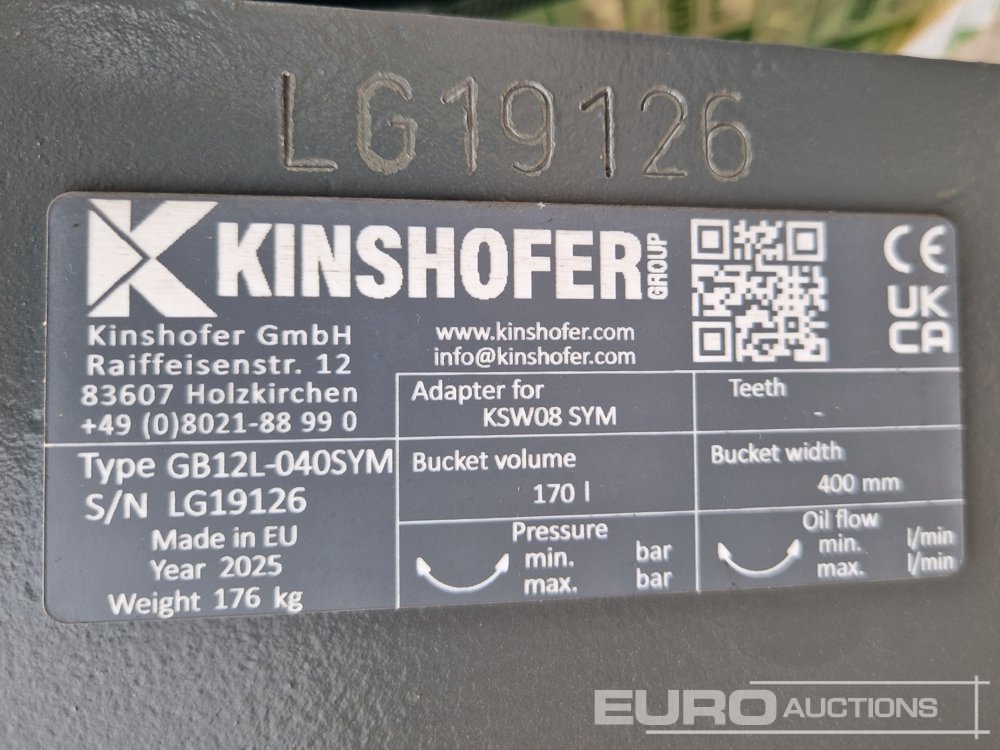 LG19126
KINSHOFER GROUP
CE
UK
CA
Kinshofer GmbH
Raiffeisenstr. 12
83607 Holzkirchen
+49 (0)8021-88 99 0
www.kinshofer.com
info@kinshofer.com
Adapter for
KSW08 SYM
Teeth
-
Type GB12L-040SYM
S/N LG19126
Made in EU
Year 2025
Weight 176 kg
Bucket volume
170 l
Bucket width
400 mm
Pressure
min. bar
max. bar
Oil flow
min. l/min
max. l/min
EURO AUCTIONS